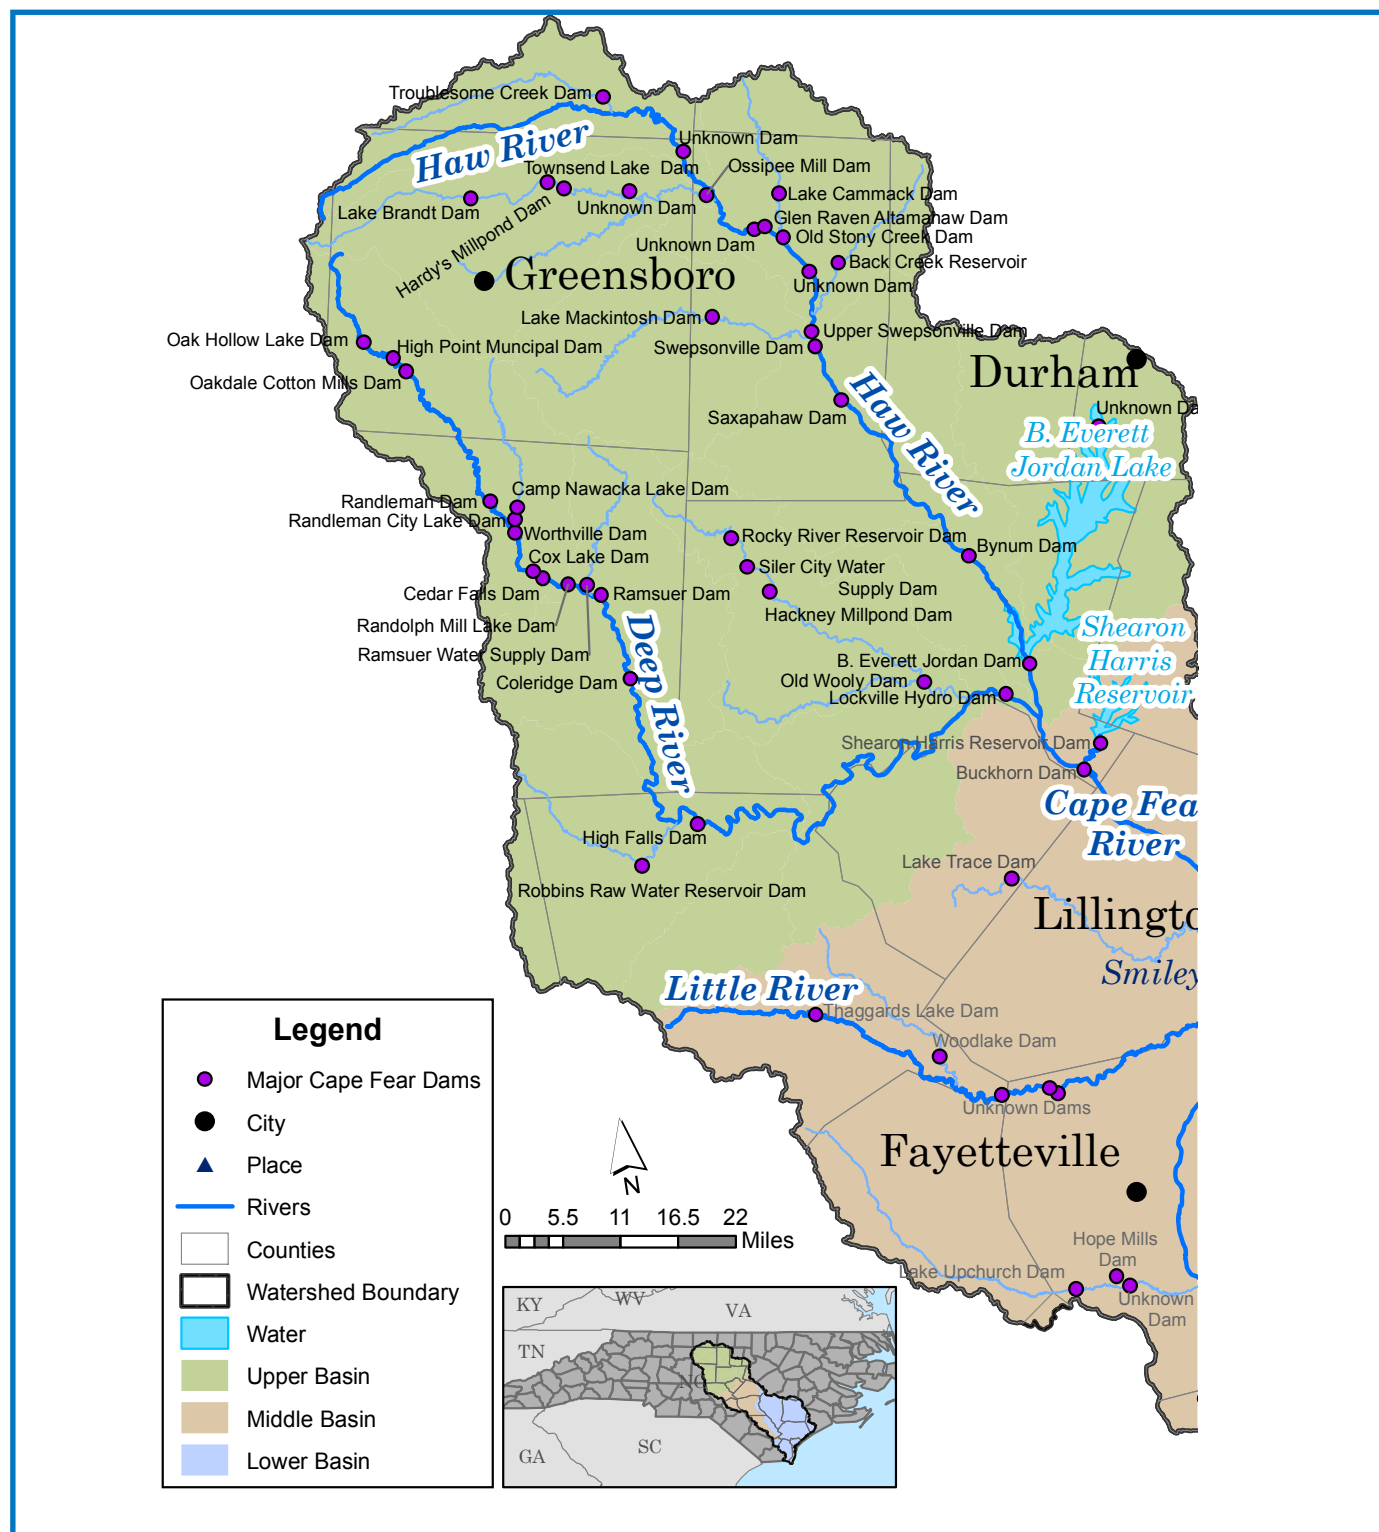 Troublesome Creek Dam
Haw River
Unknown Dam
Townsend Lake Dam
Ossipee Mill Dam
Lake Brandt Dam
Hardy's Millpond Dam
Unknown Dam
Lake Cammack Dam
Glen Raven Altamahaw Dam
Unknown Dam
Old Stony Creek Dam
Greensboro
Back Creek Reservoir
Unknown Dam
Lake Mackintosh Dam
Upper Swepsonville Dam
Oak Hollow Lake Dam
High Point Muncipal Dam
Swepsonville Dam
Oakdale Cotton Mills Dam
Durham
Haw River
Saxapahaw Dam
Unknown Da
B. Everett
Jordan Lake
Camp Nawacka Lake Dam
Randleman Dam
Randleman City Lake Dam
Worthville Dam
Rocky River Reservoir Dam
Bynum Dam
Cox Lake Dam
Siler City Water
Supply Dam
Cedar Falls Dam
Ramsuer Dam
Hackney Millpond Dam
Randolph Mill Lake Dam
Ramsuer Water Supply Dam
Deep River
Shearon
Harris
Reservoir
B. Everett Jordan Dam
Old Wooly Dam
Coleridge Dam
Lockville Hydro Dam
Shearon Harris Reservoir Dam
Buckhorn Dam
Cape Fea
River
High Falls Dam
Lake Trace Dam
Robbins Raw Water Reservoir Dam
Lillingto
Smiley
Little River
Thaggards Lake Dam
Woodlake Dam
Unknown Dams
Fayetteville
Hope Mills
Dam
Lake Upchurch Dam
Unknown
Dam
Legend
Major Cape Fear Dams
City
Place
Rivers
Counties
Watershed Boundary
Water
Upper Basin
Middle Basin
Lower Basin
N
0 5.5 11 16.5 22
Miles
KY
WV
VA
TN
NC
SC
GA